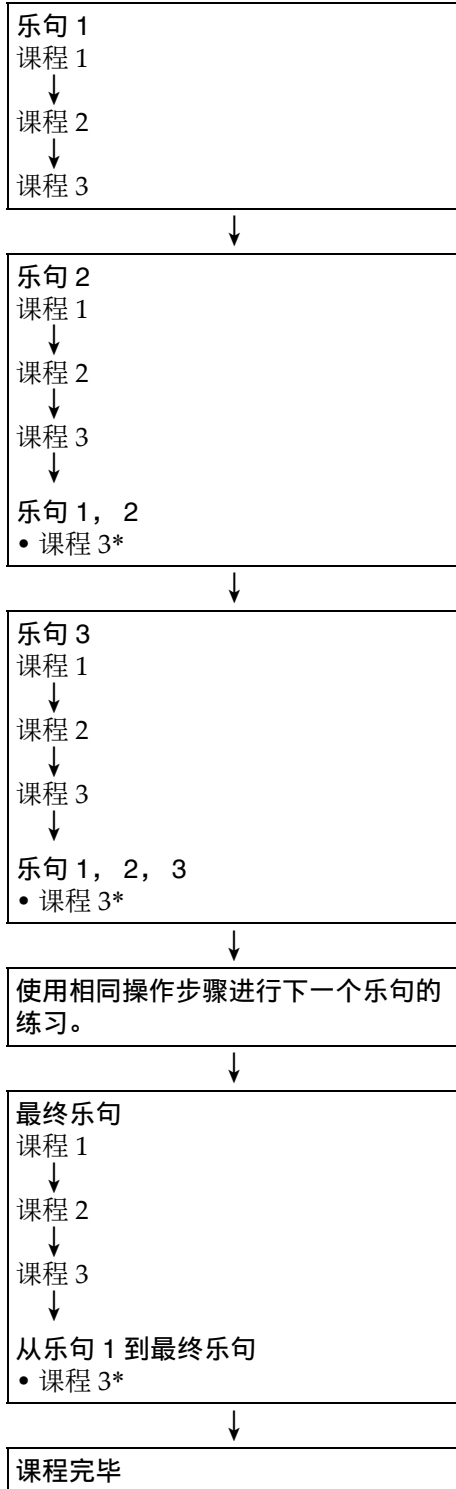 乐句 1
课程 1
↓
课程 2
↓
课程 3
↓
乐句 2
课程 1
↓
课程 2
↓
课程 3
↓
乐句 1， 2
• 课程 3*
↓
乐句 3
课程 1
↓
课程 2
↓
课程 3
↓
乐句 1， 2， 3
• 课程 3*
↓
使用相同操作步骤进行下一个乐句的
练习。
↓
最终乐句
课程 1
↓
课程 2
↓
课程 3
↓
从乐句 1 到最终乐句
• 课程 3*
↓
课程完毕